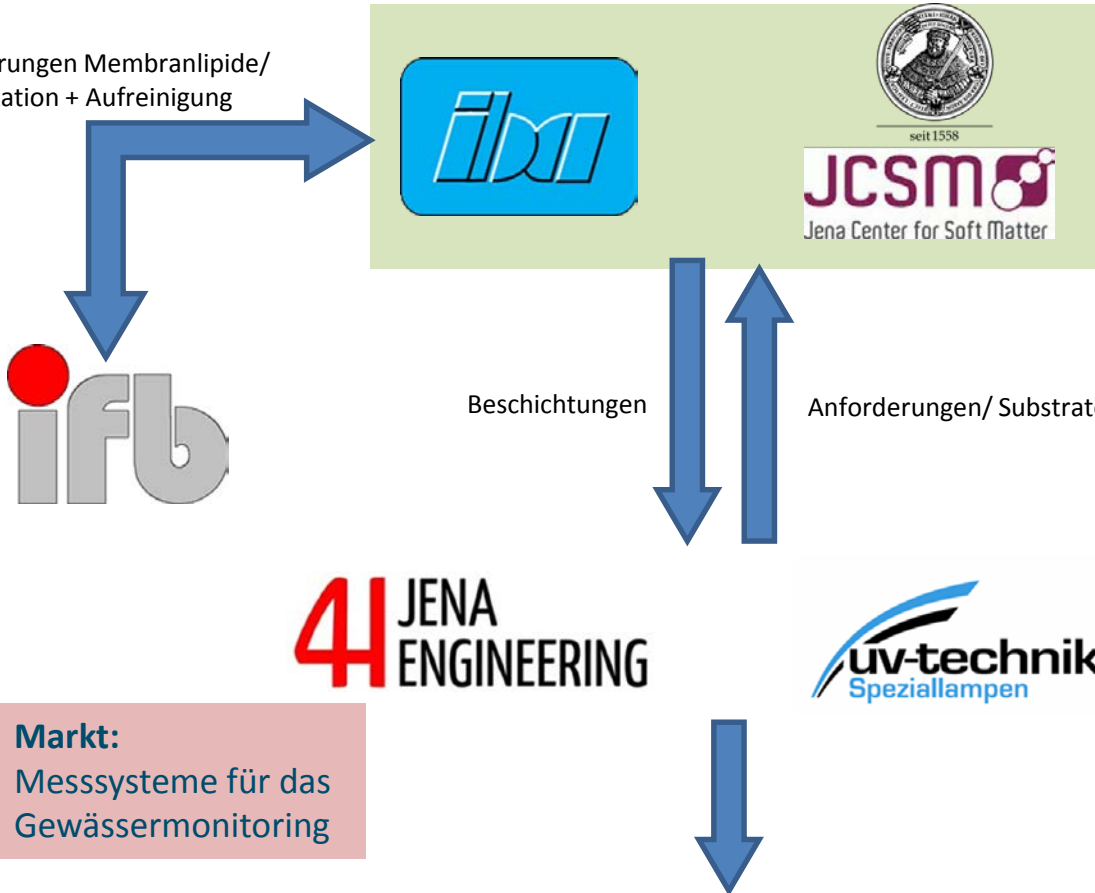 rungen Membranlipide/
ation + Aufreinigung
iba
seit 1558
JCSM
Jena Center for Soft Matter
ifb
Beschichtungen
Anforderungen/ Substrate
4H JENA
ENGINEERING
uv-technik
Speziallampen
Markt:
Messsysteme für das
Gewässermonitoring